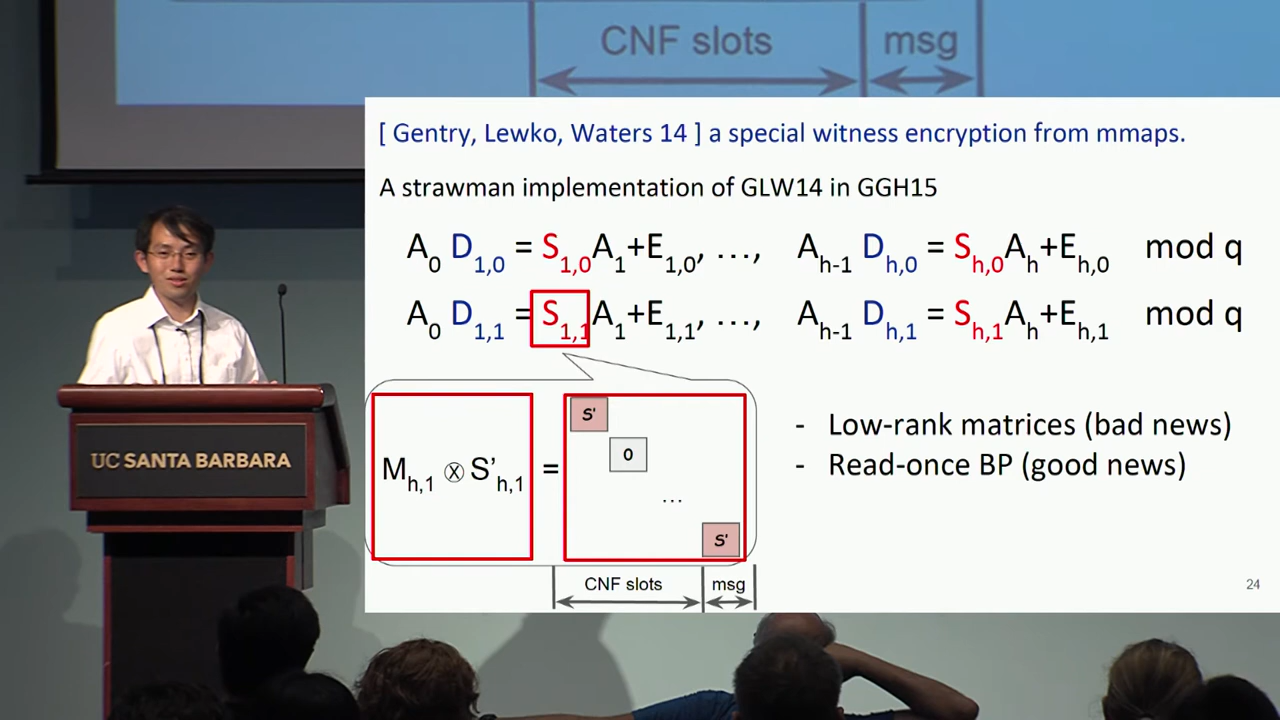 CNF slots msg
[ Gentry, Lewko, Waters 14 ] a special witness encryption from mmaps.
A strawman implementation of GLW14 in GGH15
A₀ D₁,₀ = S₁,₀A₁+E₁,₀, …, Aₕ₋₁ Dₕ,₀ = Sₕ,₀Aₕ+Eₕ,₀ mod q
A₀ D₁,₁ = S₁,₁A₁+E₁,₁, …, Aₕ₋₁ Dₕ,₁ = Sₕ,₁Aₕ+Eₕ,₁ mod q
S'
0
Mₕ,₁ ⊗ S'ₕ,₁ =
...
S'
CNF slots msg
- Low-rank matrices (bad news)
- Read-once BP (good news)
24
UC SANTA BARBARA